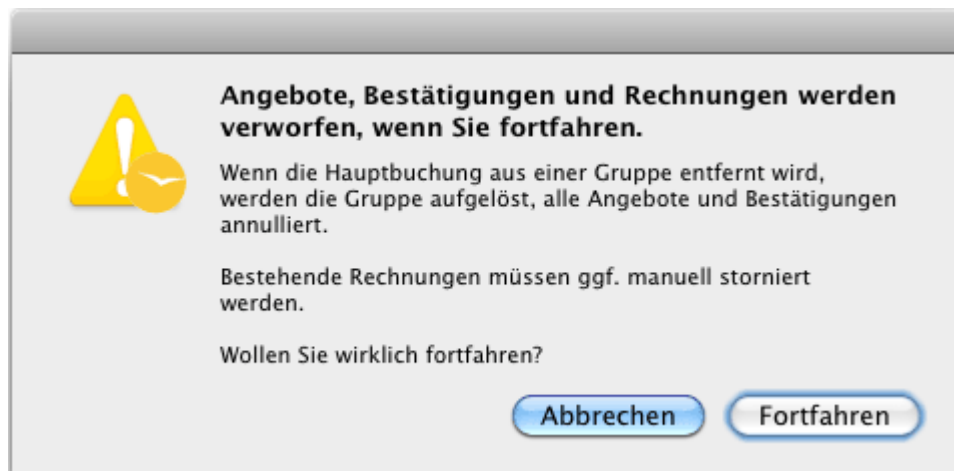 Angebote, Bestätigungen und Rechnungen werden
verworfen, wenn Sie fortfahren.
Wenn die Hauptbuchung aus einer Gruppe entfernt wird,
werden die Gruppe aufgelöst, alle Angebote und Bestätigungen
annulliert.
Bestehende Rechnungen müssen ggf. manuell storniert
werden.
Wollen Sie wirklich fortfahren?
Abbrechen Fortfahren